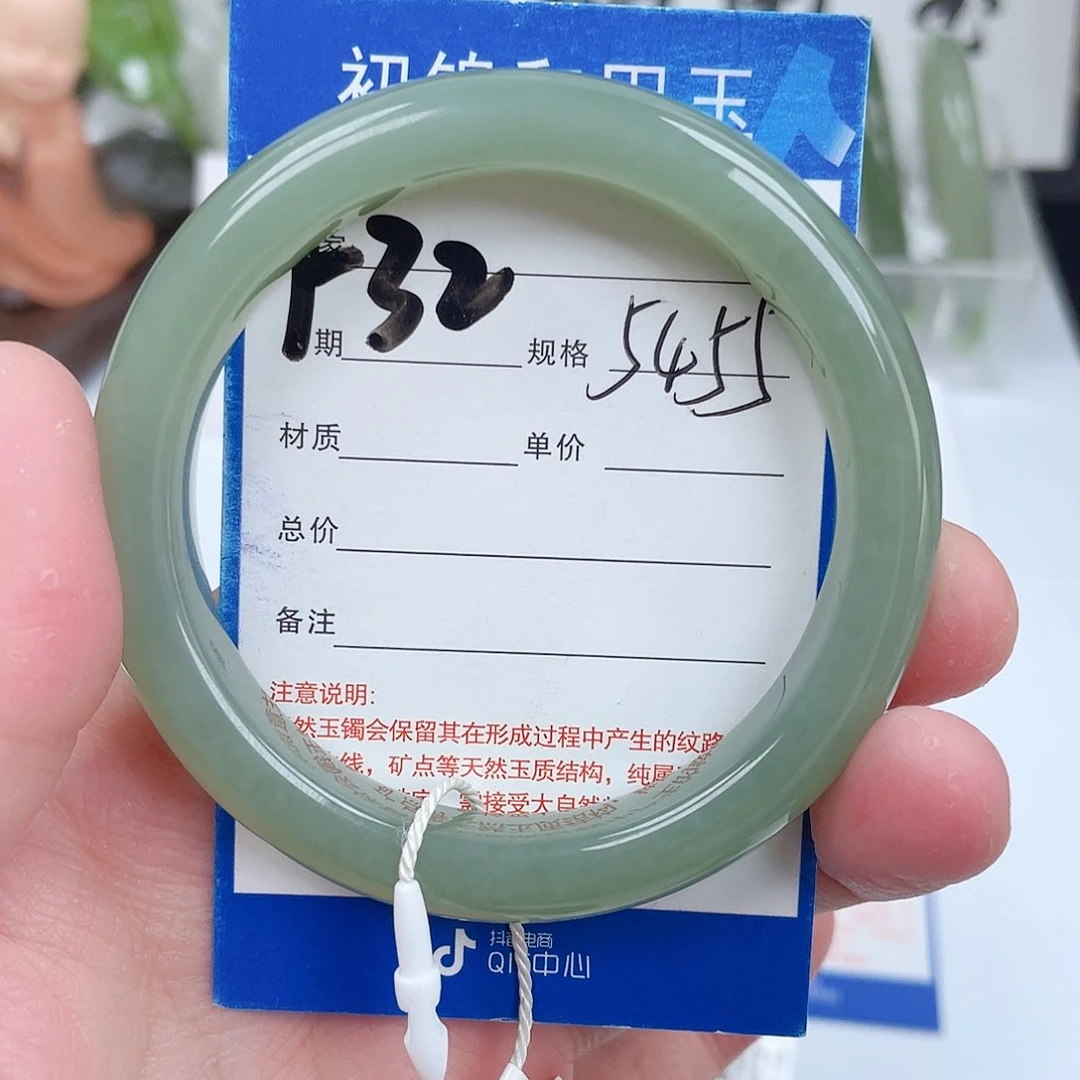 初 田玉
F32
期 规格 5455
材质 单价
总价
备注
注意说明:
然玉镯会保留其在形成过程中产生的纹路
线，矿点等天然玉质结构，纯属
接受大自然
抖音电商
QIC中心